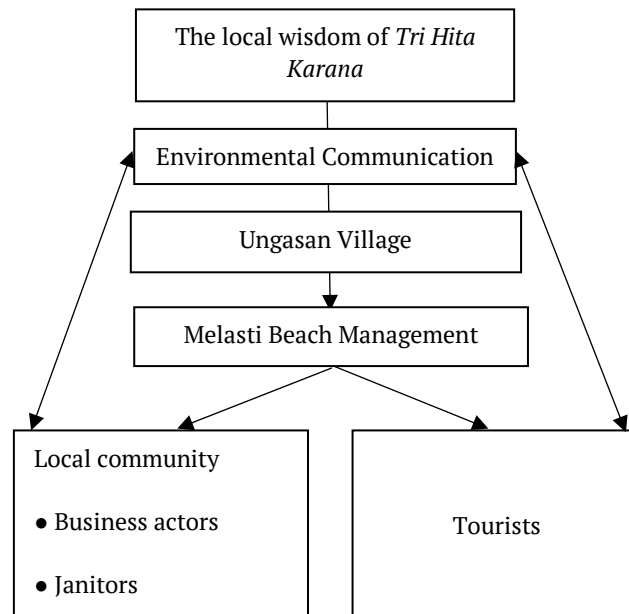 The local wisdom of Tri Hita
Karana
Environmental Communication
Ungasan Village
Melasti Beach Management
Local community
● Business actors
● Janitors
Tourists